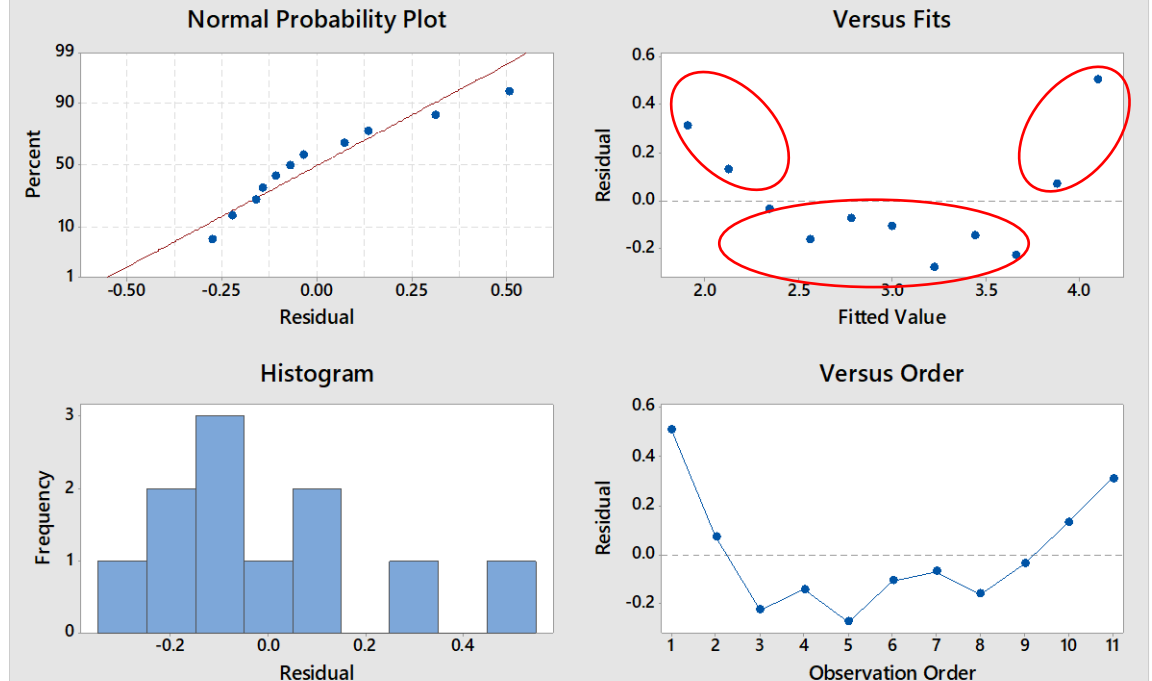 Normal Probability Plot
99
90
50
10
1
Percent
-0.50 -0.25 0.00 0.25 0.50
Residual
Versus Fits
0.6
0.4
0.2
0.0
-0.2
Residual
2.0 2.5 3.0 3.5 4.0
Fitted Value
Histogram
3
2
1
0
Frequency
-0.2 0.0 0.2 0.4
Residual
Versus Order
0.6
0.4
0.2
0.0
-0.2
Residual
1 2 3 4 5 6 7 8 9 10 11
Observation Order